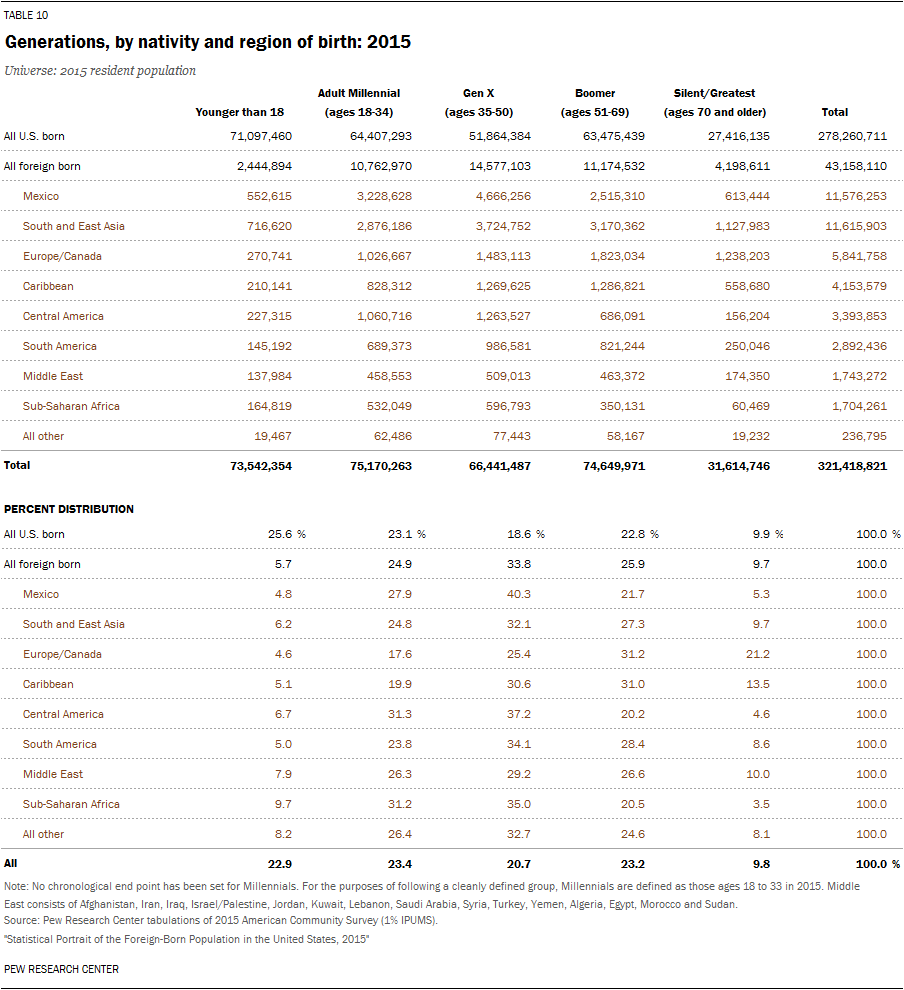 TABLE 10
Generations, by nativity and region of birth: 2015
Universe: 2015 resident population
Younger than 18 Adult Millennial (ages 18-34) Gen X (ages 35-50) Boomer (ages 51-69) Silent/Greatest (ages 70 and older) Total
All U.S. born 71,097,460 64,407,293 51,864,384 63,475,439 27,416,135 278,260,711
All foreign born 2,444,894 10,762,970 14,577,103 11,174,532 4,198,611 43,158,110
Mexico 552,615 3,228,628 4,666,256 2,515,310 613,444 11,576,253
South and East Asia 716,620 2,876,186 3,724,752 3,170,362 1,127,983 11,615,903
Europe/Canada 270,741 1,026,667 1,483,113 1,823,034 1,238,203 5,841,758
Caribbean 210,141 828,312 1,269,625 1,286,821 558,680 4,153,579
Central America 227,315 1,060,716 1,263,527 686,091 156,204 3,393,853
South America 145,192 689,373 986,581 821,244 250,046 2,892,436
Middle East 137,984 458,553 509,013 463,372 174,350 1,743,272
Sub-Saharan Africa 164,819 532,049 596,793 350,131 60,469 1,704,261
All other 19,467 62,486 77,443 58,167 19,232 236,795
Total 73,542,354 75,170,263 66,441,487 74,649,971 31,614,746 321,418,821
PERCENT DISTRIBUTION
All U.S. born 25.6 % 23.1 % 18.6 % 22.8 % 9.9 % 100.0 %
All foreign born 5.7 24.9 33.8 25.9 9.7 100.0
Mexico 4.8 27.9 40.3 21.7 5.3 100.0
South and East Asia 6.2 24.8 32.1 27.3 9.7 100.0
Europe/Canada 4.6 17.6 25.4 31.2 21.2 100.0
Caribbean 5.1 19.9 30.6 31.0 13.5 100.0
Central America 6.7 31.3 37.2 20.2 4.6 100.0
South America 5.0 23.8 34.1 28.4 8.6 100.0
Middle East 7.9 26.3 29.2 26.6 10.0 100.0
Sub-Saharan Africa 9.7 31.2 35.0 20.5 3.5 100.0
All other 8.2 26.4 32.7 24.6 8.1 100.0
All 22.9 23.4 20.7 23.2 9.8 100.0 %
Note: No chronological end point has been set for Millennials. For the purposes of following a cleanly defined group, Millennials are defined as those ages 18 to 33 in 2015. Middle
East consists of Afghanistan, Iran, Iraq, Israel/Palestine, Jordan, Kuwait, Lebanon, Saudi Arabia, Syria, Turkey, Yemen, Algeria, Egypt, Morocco and Sudan.
Source: Pew Research Center tabulations of 2015 American Community Survey (1% IPUMS).
"Statistical Portrait of the Foreign-Born Population in the United States, 2015"
PEW RESEARCH CENTER